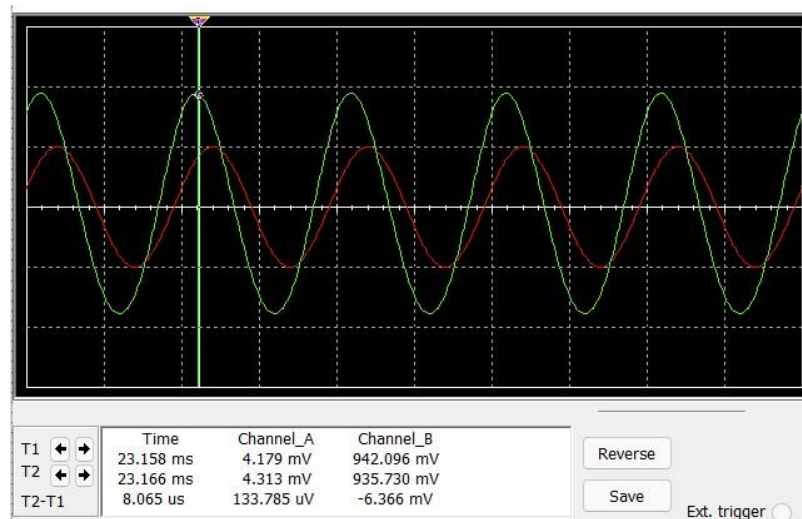 Time Channel_A Channel_B
T1 23.158 ms 4.179 mV 942.096 mV
T2 23.166 ms 4.313 mV 935.730 mV
T2-T1 8.065 us 133.785 uV -6.366 mV
Reverse
Save
Ext. trigger